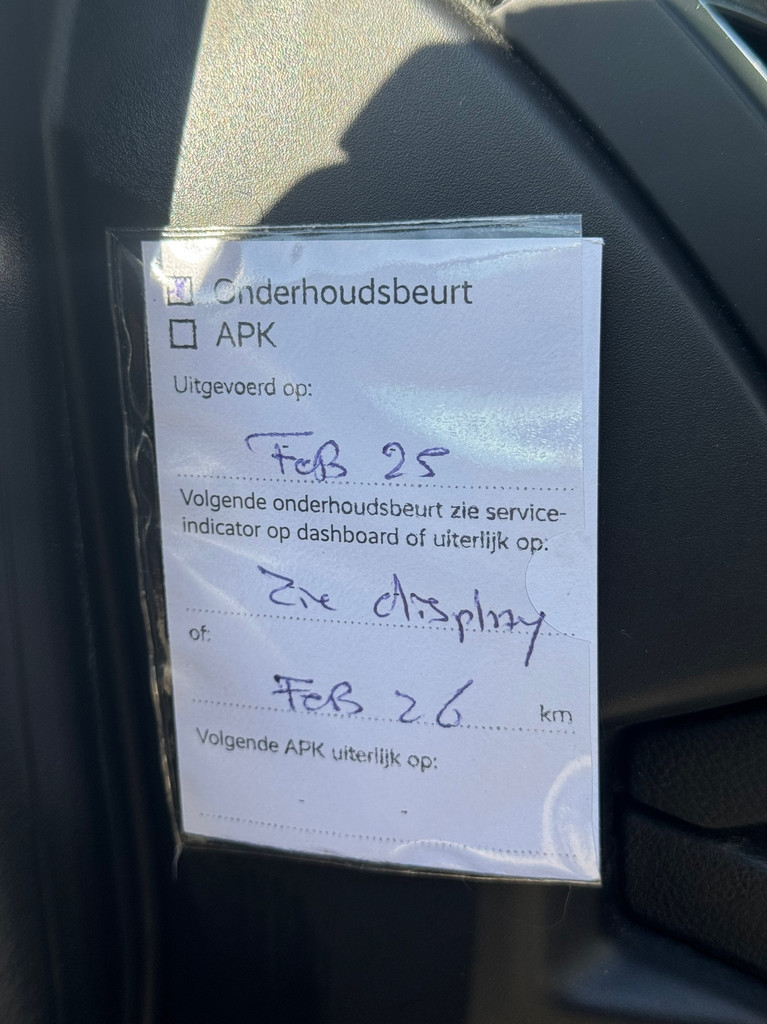 Onderhoudsbeurt
APK
Uitgevoerd op:
FEB 25
Volgende onderhoudsbeurt zie service-
indicator op dashboard of uiterlijk op:
Zie display
of:
FEB 26 km
Volgende APK uiterlijk op: